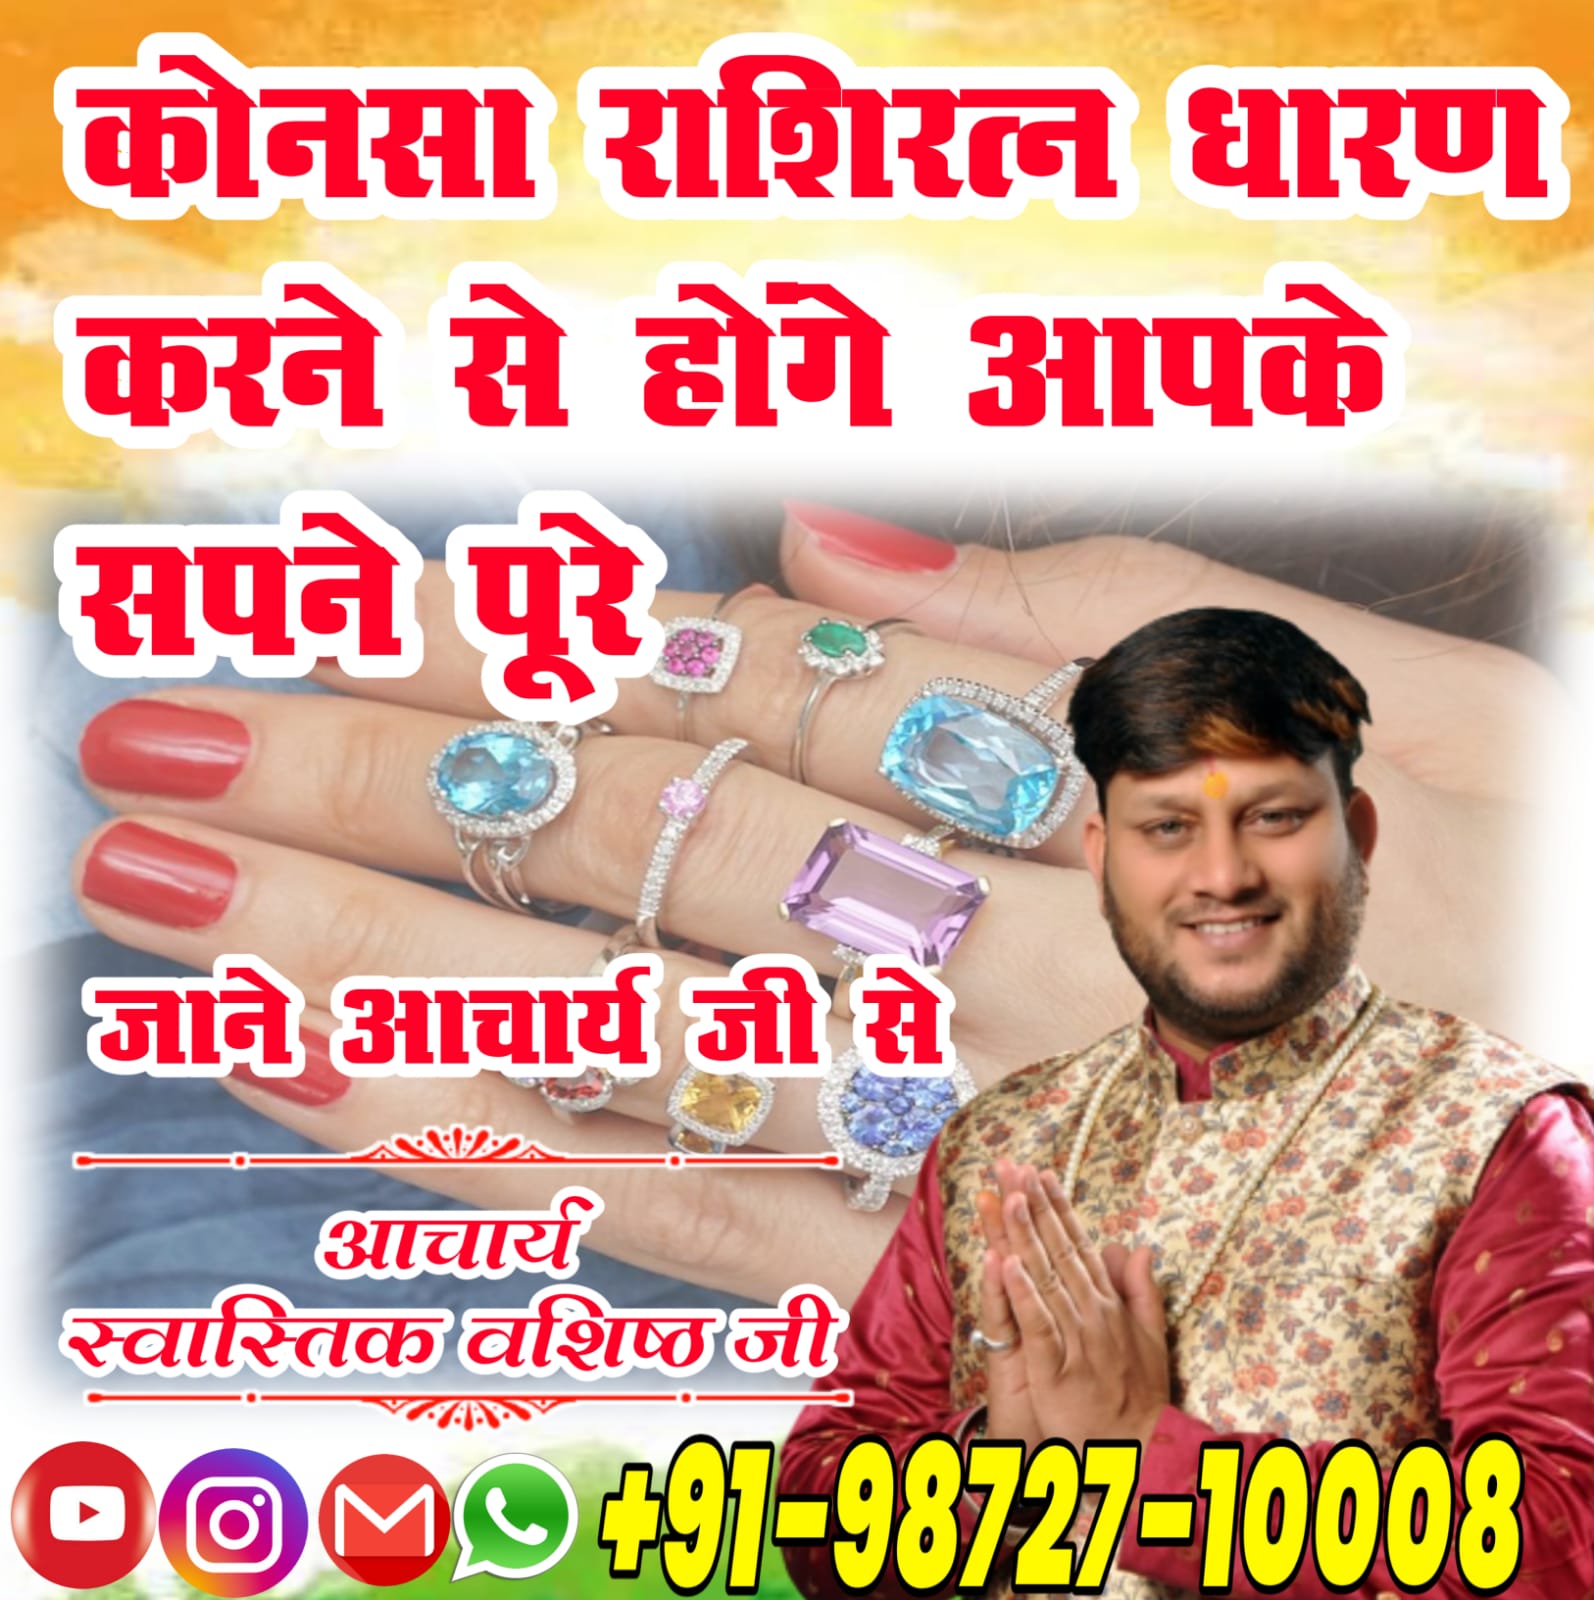 कोनसा राशिरत्न धारण
करने से होंगे आपके
सपने पूरे
जाने आचार्य जी से
आचार्य
स्वास्तिक वशिष्ठ जी
+91-98727-10008